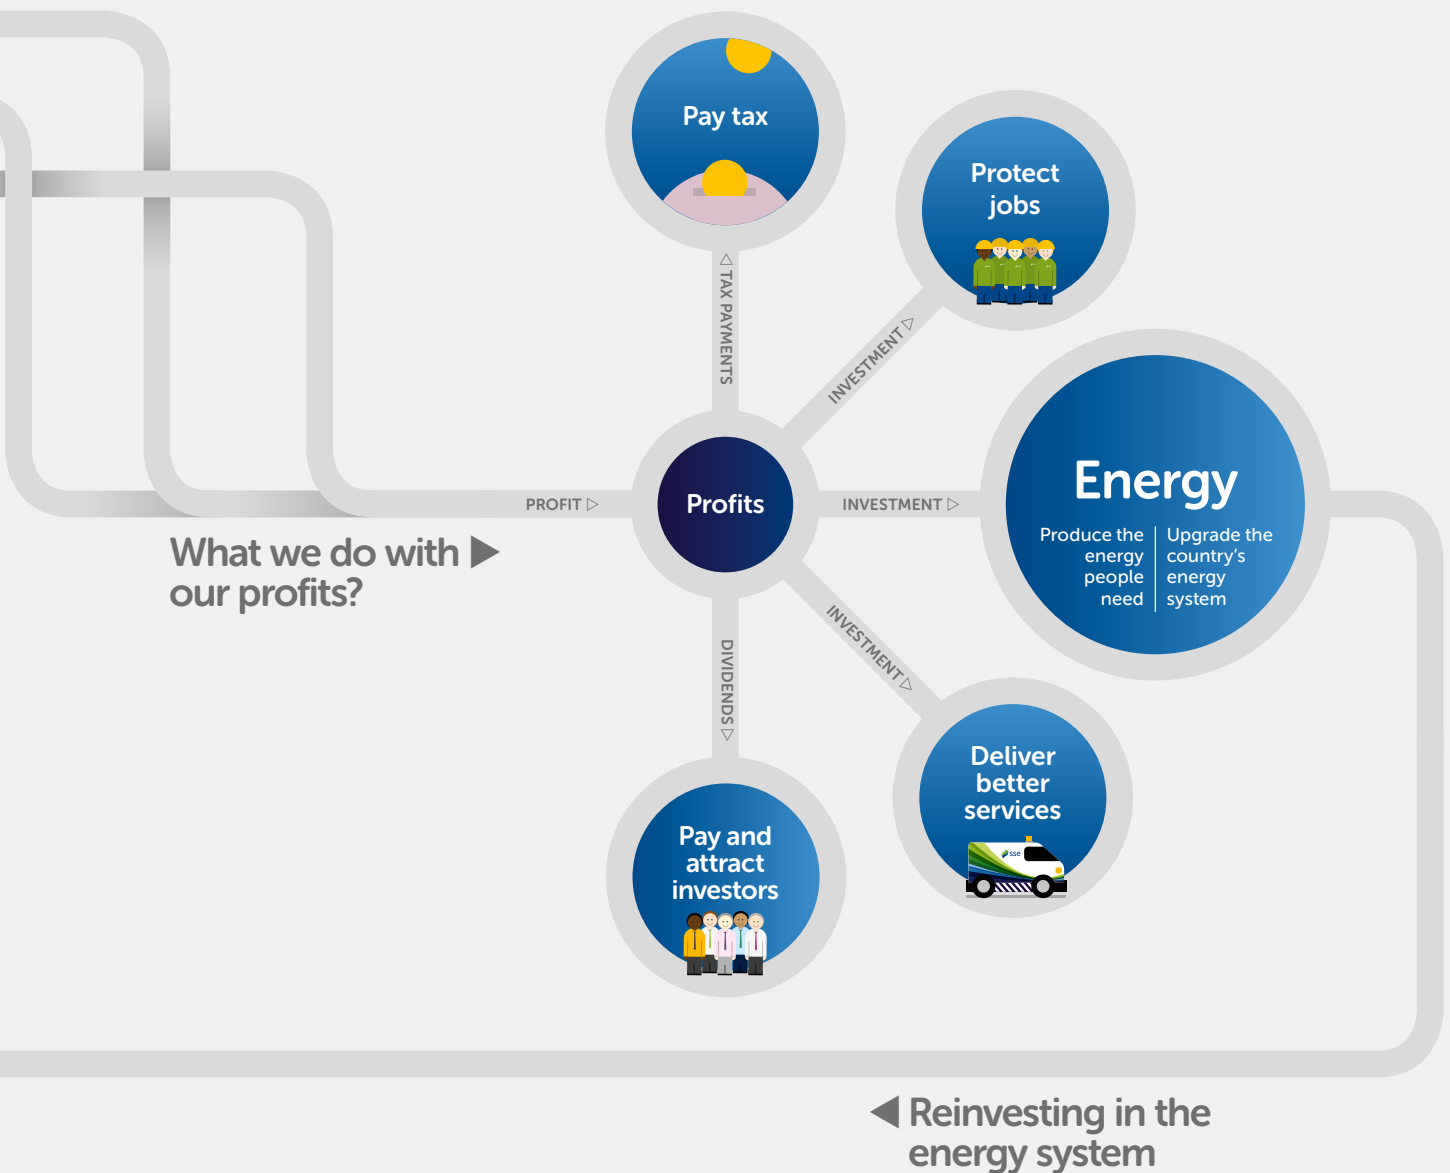 Pay tax
Protect
jobs
△ TAX PAYMENTS
INVESTMENT ▷
Energy
Produce the
energy
people
need
Upgrade the
country's
energy
system
PROFIT ▷
Profits
INVESTMENT ▷
What we do with ▶
our profits?
INVESTMENT ▷
DIVIDENDS ▷
Deliver
better
services
sse
Pay and
attract
investors
◀ Reinvesting in the
energy system